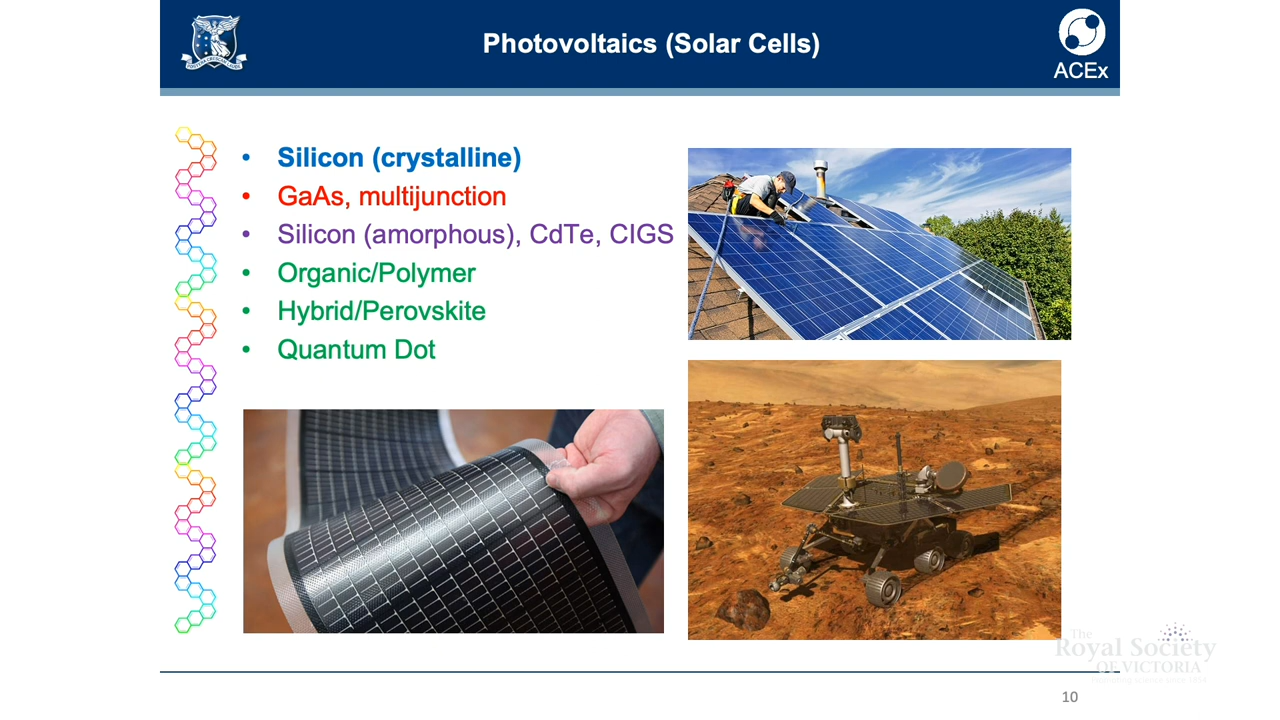 Photovoltaics (Solar Cells)
ACEx
• Silicon (crystalline)
• GaAs, multijunction
• Silicon (amorphous), CdTe, CIGS
• Organic/Polymer
• Hybrid/Perovskite
• Quantum Dot
The
Royal Society
OF VICTORIA
10